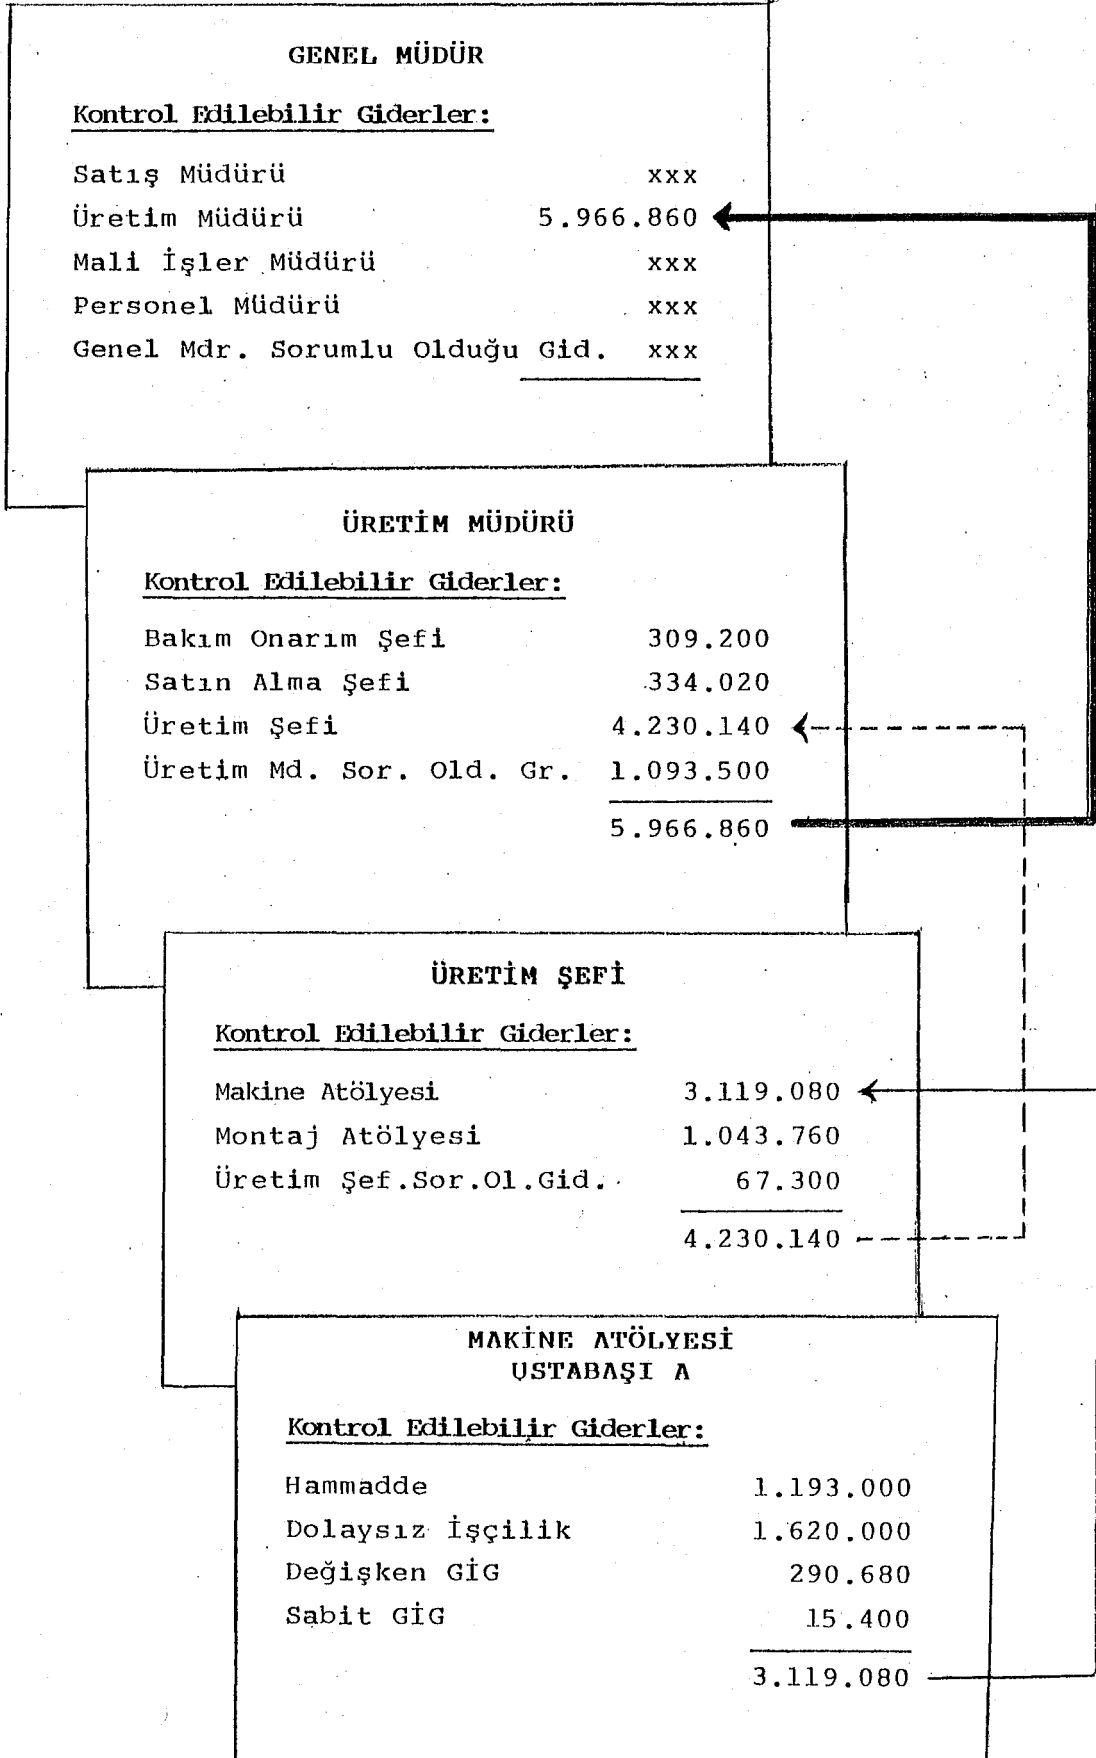 GENEL MÜDÜR
Kontrol Edilebilir Giderler:
Satış Müdürü xxx
Üretim Müdürü 5.966.860
Mali İşler Müdürü xxx
Personel Müdürü xxx
Genel Mdr. Sorumlu Olduğu Gid. xxx
ÜRETİM MÜDÜRÜ
Kontrol Edilebilir Giderler:
Bakım Onarım Şefi 309.200
Satın Alma Şefi 334.020
Üretim Şefi 4.230.140
Üretim Md. Sor. Old. Gr. 1.093.500
5.966.860
ÜRETİM ŞEFİ
Kontrol Edilebilir Giderler:
Makine Atölyesi 3.119.080
Montaj Atölyesi 1.043.760
Üretim Şef.Sor.Ol.Gid. 67.300
4.230.140
MAKİNE ATÖLYESİ
USTABAŞI A
Kontrol Edilebilir Giderler:
Hammadde 1.193.000
Dolaysız İşçilik 1.620.000
Değişken GİG 290.680
Sabit GİG 15.400
3.119.080